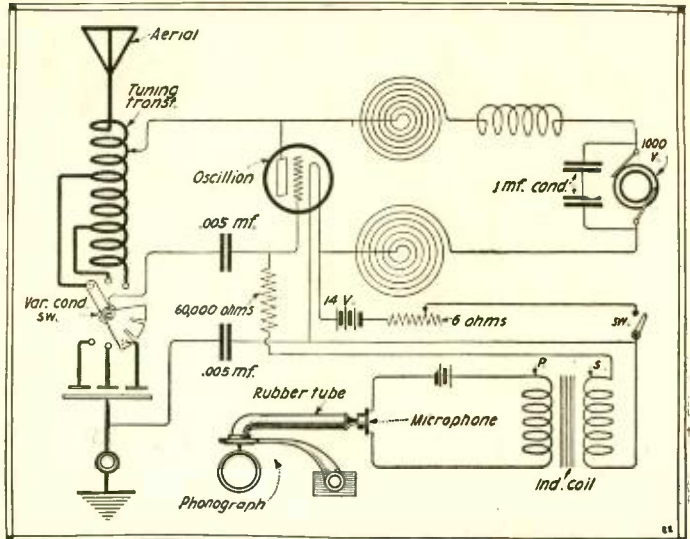 Aerial
Tuning
transf.
Oscillion
1000
V.
1 mf. cond.
.005 mf.
Var. cond.
sw.
60,000 ohms
14 V.
6 ohms
sw.
.005 mf.
Rubber tube
P.
S.
Microphone
Phonograph
Ind. coil